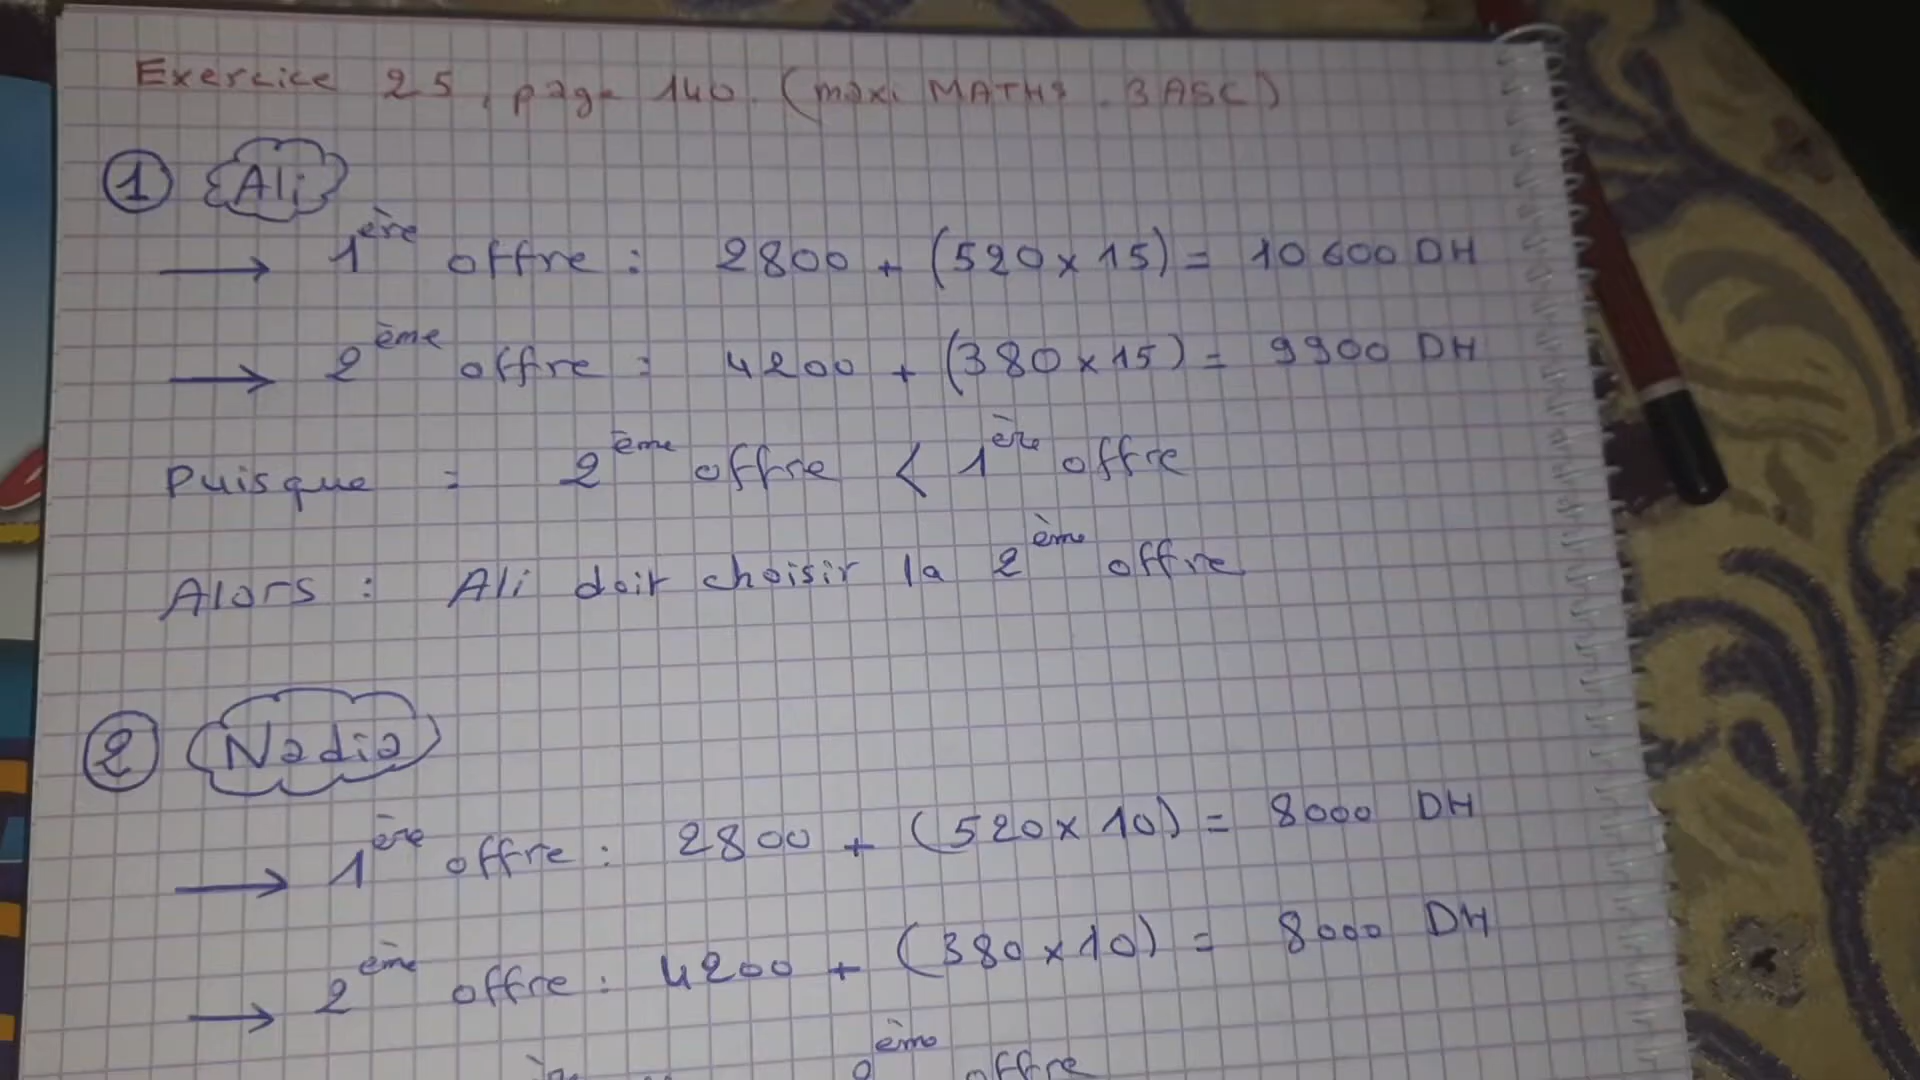 Exercice 25, page 140. (maxi MATHS. 3ASC)
1 Ali
→ 1ère offre : 2800 + (520 x 15) = 10 600 DH
→ 2ème offre : 4200 + (380 x 15) = 9900 DH
Puisque : 2ème offre < 1ère offre
Alors : Ali doit choisir la 2ème offre
2 Nadia
→ 1ère offre : 2800 + (520 x 10) = 8000 DH
→ 2ème offre : 4200 + (380 x 10) = 8000 DH
2ème offre